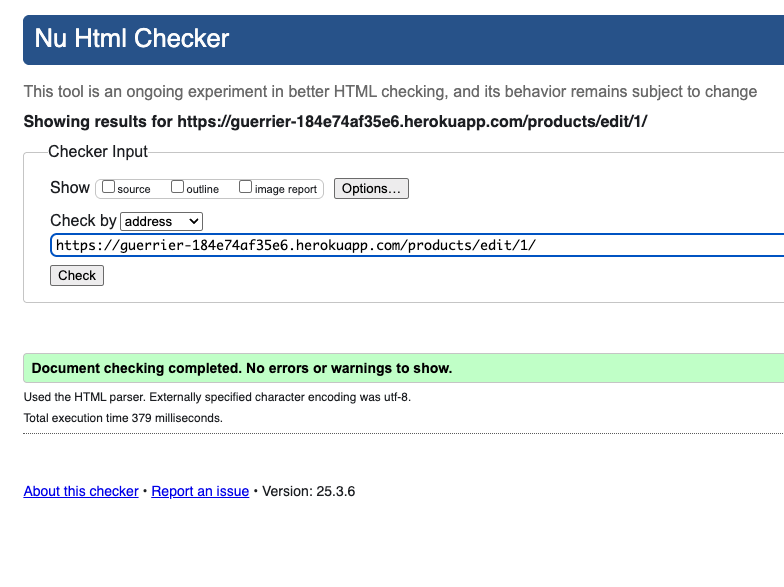 Nu Html Checker
This tool is an ongoing experiment in better HTML checking, and its behavior remains subject to change
Showing results for https://guerrier-184e74af35e6.herokuapp.com/products/edit/1/
Checker Input
Show source outline image report Options...
Check by address
https://guerrier-184e74af35e6.herokuapp.com/products/edit/1/
Check
Document checking completed. No errors or warnings to show.
Used the HTML parser. Externally specified character encoding was utf-8.
Total execution time 379 milliseconds.
About this checker • Report an issue • Version: 25.3.6